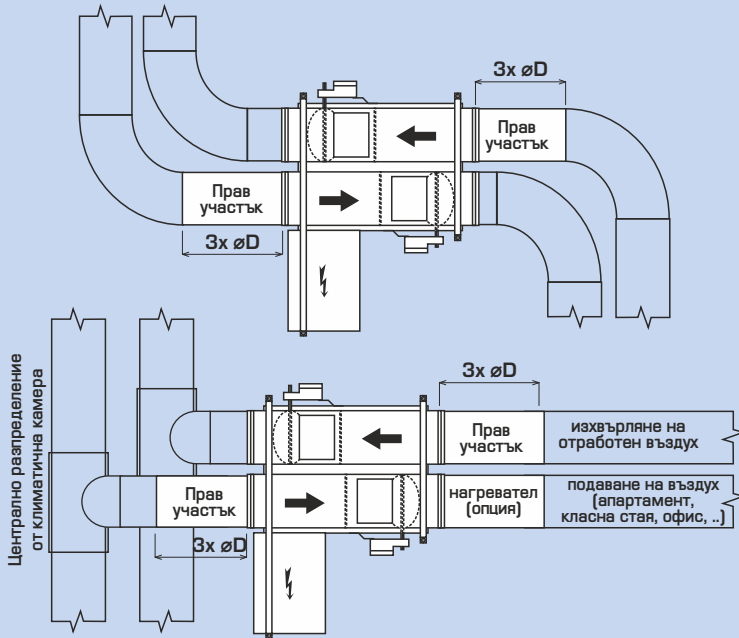 3x øD
Прав
участък
Прав
участък
3x øD
3x øD
Централно разпределение
от климатична камера
Прав
участък
изхвърляне на
отработен въздух
Прав
участък
нагревател
(опция)
подаване на въздух
(апартамент,
класна стая, офис, ..)
3x øD